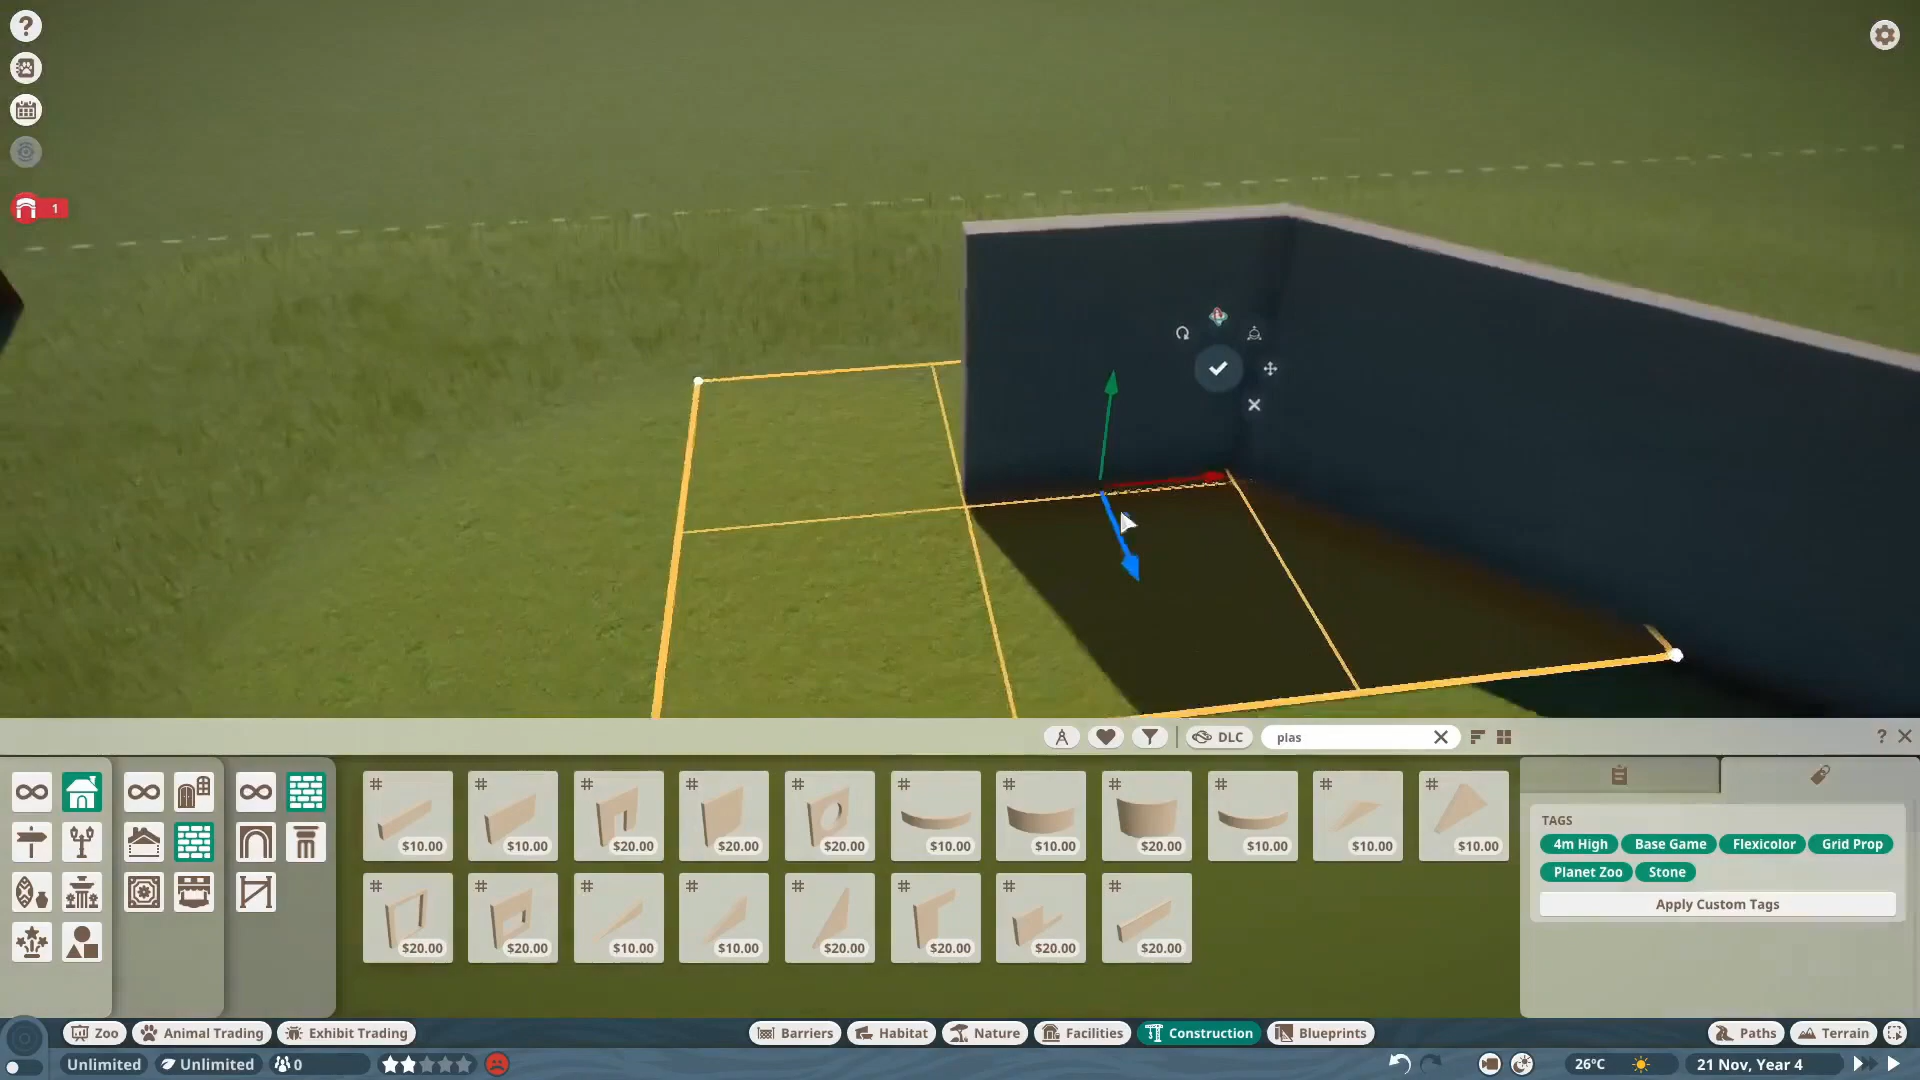 1
DLC
plas
?
$10.00 $10.00 $20.00 $20.00 $20.00 $10.00 $10.00 $20.00 $10.00 $10.00 $10.00
$20.00 $20.00 $10.00 $10.00 $20.00 $20.00 $20.00 $20.00
TAGS
4m High Base Game Flexicolor Grid Prop
Planet Zoo Stone
Apply Custom Tags
Zoo Animal Trading Exhibit Trading Barriers Habitat Nature Facilities Construction Blueprints Paths Terrain
Unlimited Unlimited 0 26°C 21 Nov, Year 4